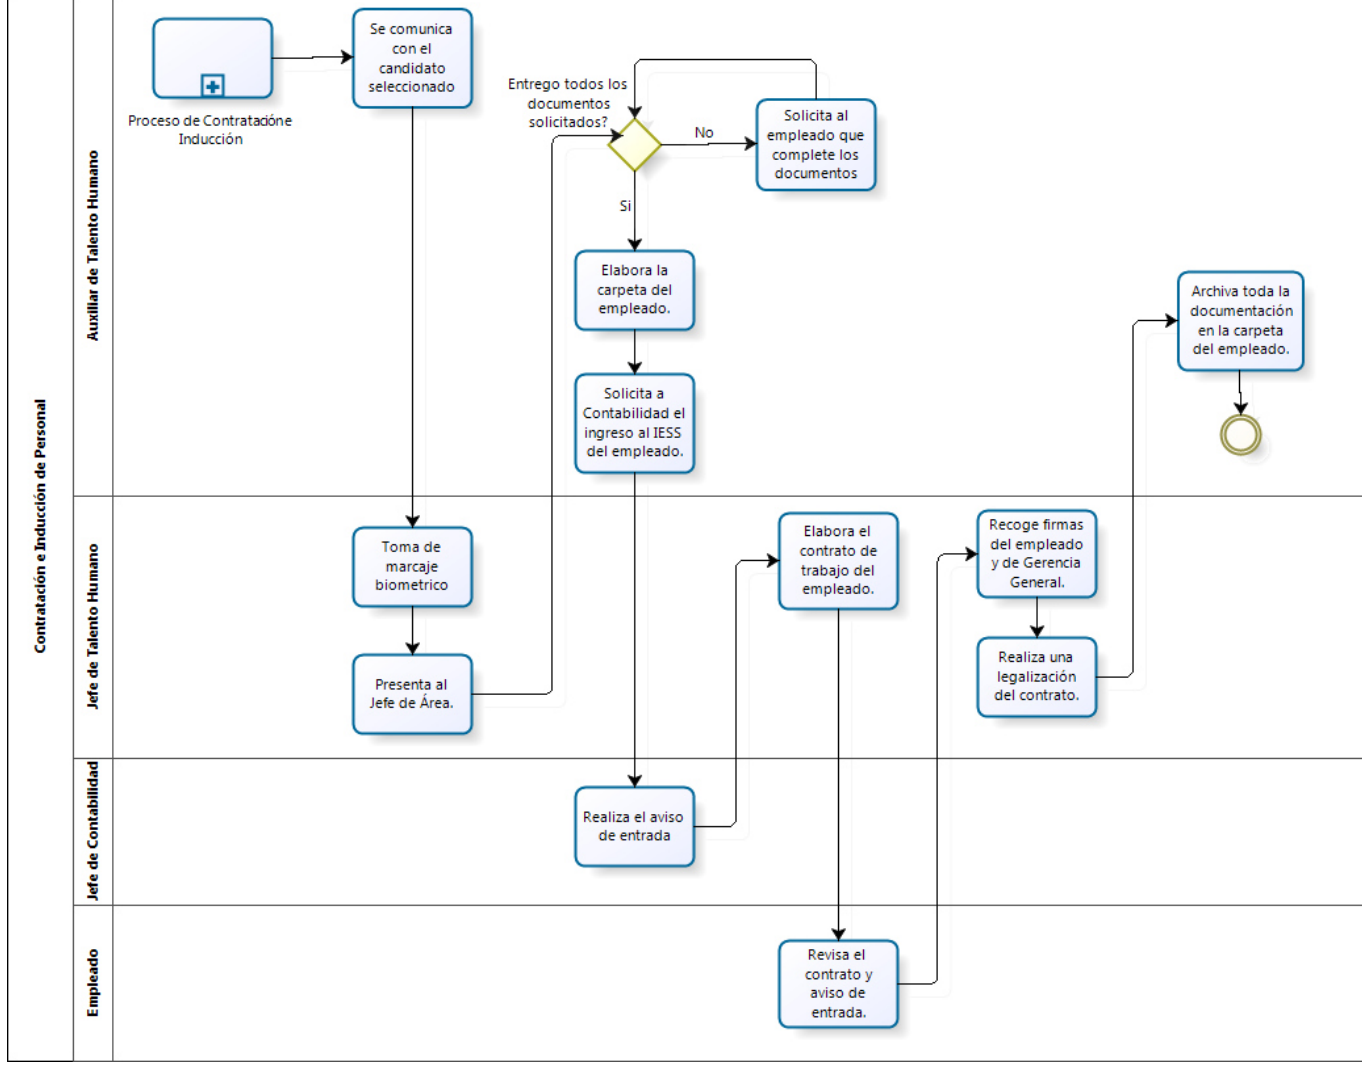 Contratación e Inducción de Personal
Auxiliar de Talento Humano
Proceso de Contratadióne
Inducción
Se comunica
con el
candidato
seleccionado
Entrego todos los
documentos
solicitados?
No
Solicita al
empleado que
complete los
documentos
Si
Elabora la
carpeta del
empleado.
Solicita a
Contabilidad el
ingreso al IESS
del empleado.
Archiva toda la
documentación
en la carpeta
del empleado.
Jefe de Talento Humano
Toma de
marcaje
biometrico
Presenta al
Jefe de Área.
Elabora el
contrato de
trabajo del
empleado.
Recoge firmas
del empleado
y de Gerencia
General.
Realiza una
legalización
del contrato.
Jefe de Contabilidad
Realiza el aviso
de entrada
Empleado
Revisa el
contrato y
aviso de
entrada.